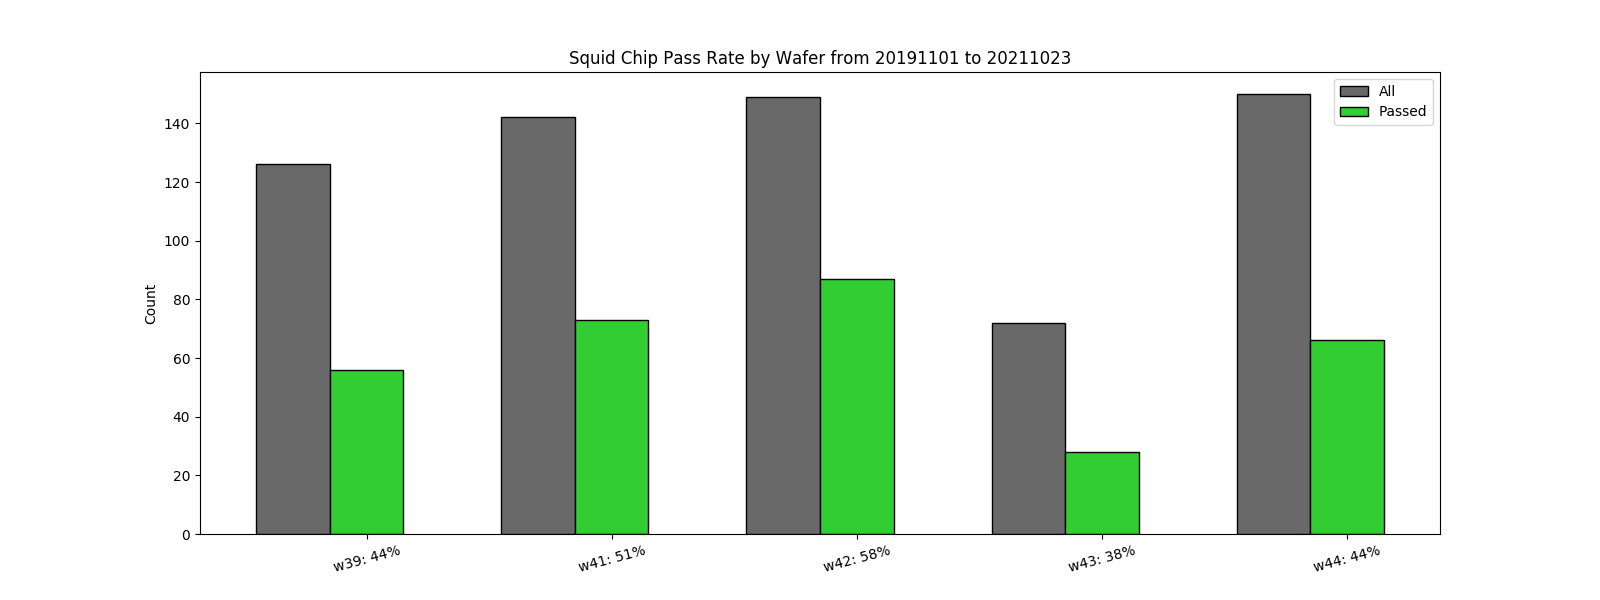 Squid Chip Pass Rate by Wafer from 20191101 to 20211023
All
Passed
Count
140
120
100
80
60
40
20
0
w39: 44%
w41: 51%
w42: 58%
w43: 38%
w44: 44%